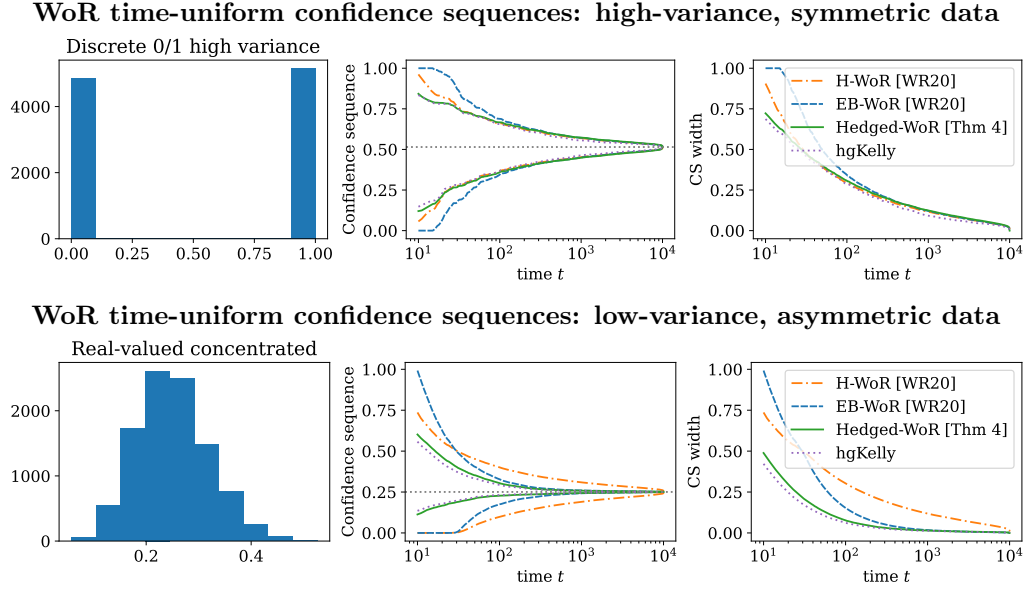 WoR time-uniform confidence sequences: high-variance, symmetric data
Discrete 0/1 high variance
4000
2000
0
0.00 0.25 0.50 0.75 1.00
Confidence sequence
1.00
0.75
0.50
0.25
0.00
10¹ 10² 10³ 10⁴
time t
CS width
1.00
0.75
0.50
0.25
0.00
10¹ 10² 10³ 10⁴
time t
H-WoR [WR20]
EB-WoR [WR20]
Hedged-WoR [Thm 4]
hgKelly
WoR time-uniform confidence sequences: low-variance, asymmetric data
Real-valued concentrated
2000
1000
0
0.2 0.4
Confidence sequence
1.00
0.75
0.50
0.25
0.00
10¹ 10² 10³ 10⁴
time t
CS width
1.00
0.75
0.50
0.25
0.00
10¹ 10² 10³ 10⁴
time t
H-WoR [WR20]
EB-WoR [WR20]
Hedged-WoR [Thm 4]
hgKelly